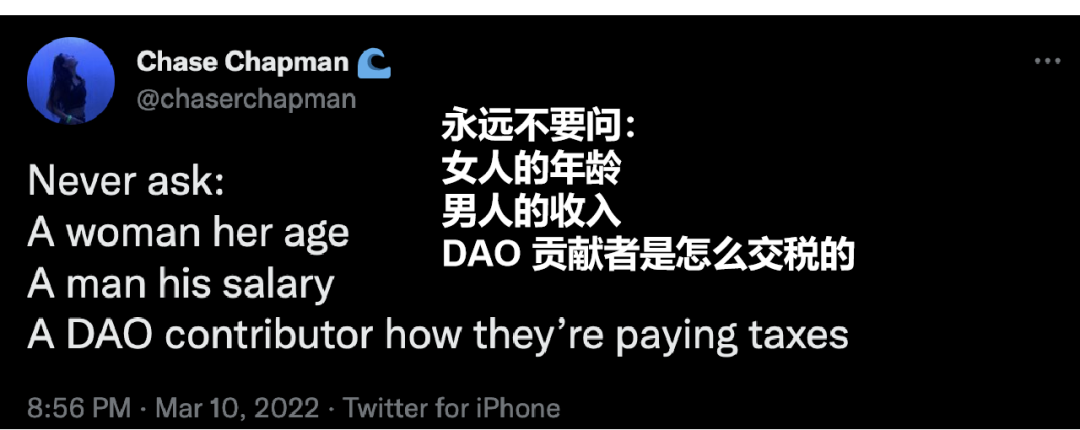 Chase Chapman 🌊
@chaserchapman
Never ask:
A woman her age
A man his salary
A DAO contributor how they’re paying taxes
永远不要问：
女人的年龄
男人的收入
DAO 贡献者是怎么交税的
8:56 PM · Mar 10, 2022 · Twitter for iPhone